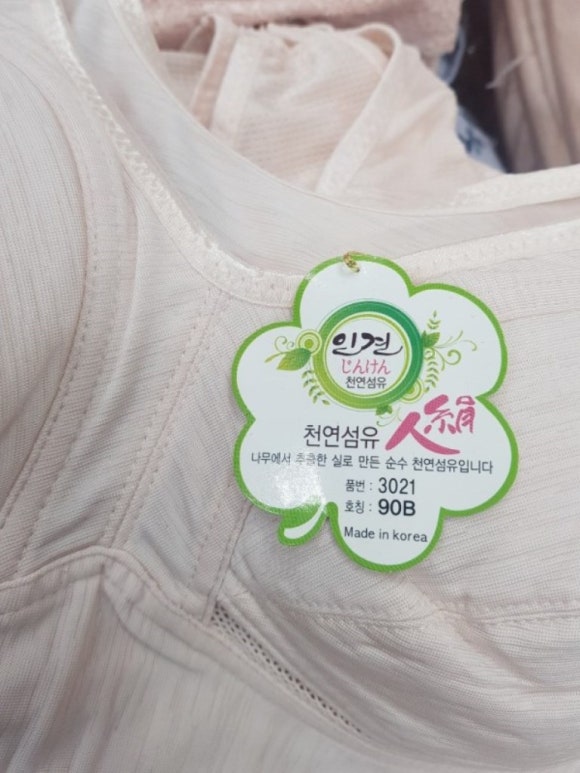 인견
じんけん
천연섬유
천연섬유 人絹
나무에서 추출한 실로 만든 순수 천연섬유입니다
품번 : 3021
호칭 : 90B
Made in korea